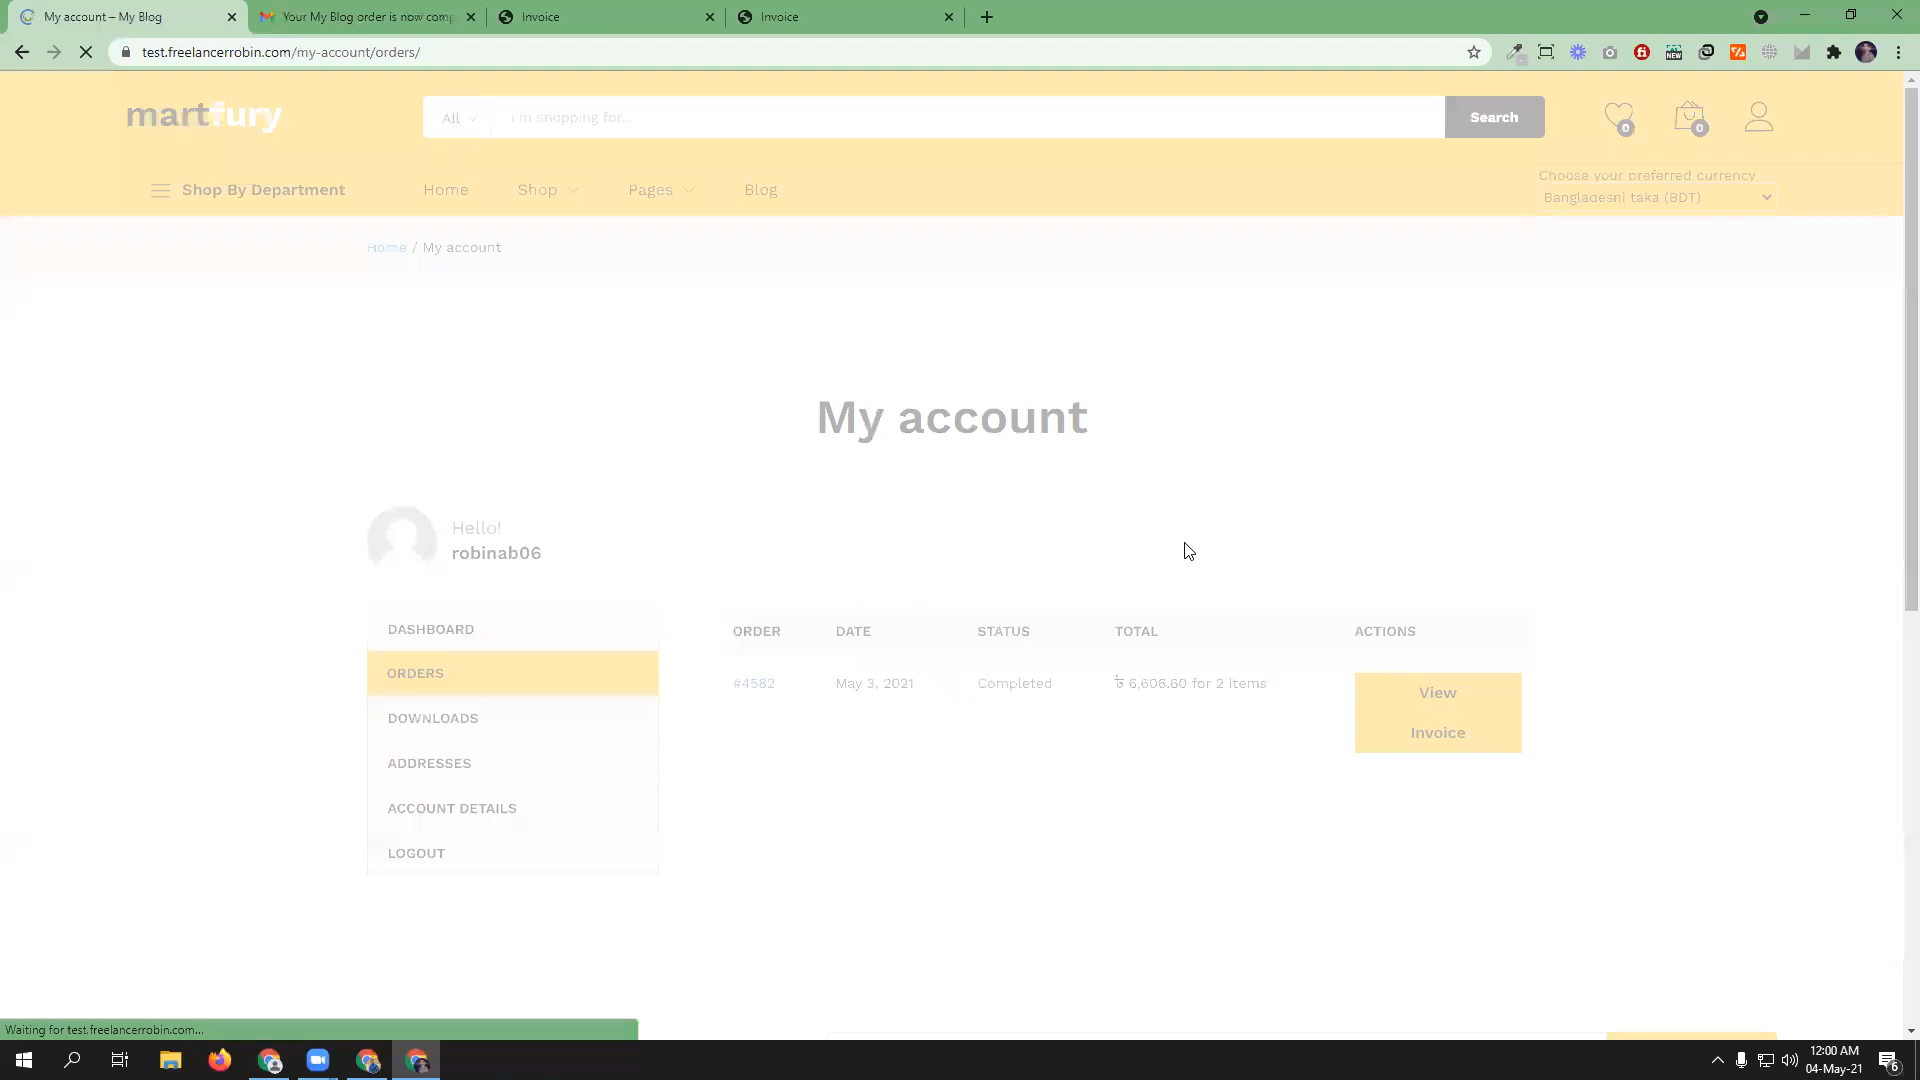 My account – My Blog
Your My Blog order is now comp
Invoice
Invoice
test.freelancerrobin.com/my-account/orders/
martfury
All
I'm shopping for...
Search
0
0
Shop By Department
Home
Shop
Pages
Blog
Choose your preferred currency
Bangladeshi taka (BDT)
Home / My account
My account
Hello!
robinab06
DASHBOARD
ORDERS
DOWNLOADS
ADDRESSES
ACCOUNT DETAILS
LOGOUT
ORDER DATE STATUS TOTAL ACTIONS
#4582 May 3, 2021 Completed ৳ 6,606.60 for 2 items
View
Invoice
Waiting for test.freelancerrobin.com...
12:00 AM
04-May-21
6